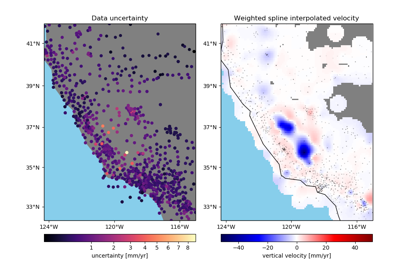 Data uncertainty
Weighted spline interpolated velocity
41°N
39°N
37°N
35°N
33°N
124°W
120°W
116°W
41°N
39°N
37°N
35°N
33°N
124°W
120°W
116°W
0
1
2
3
4
5
6
7
8
uncertainty [mm/yr]
−40
−20
0
20
40
vertical velocity [mm/yr]